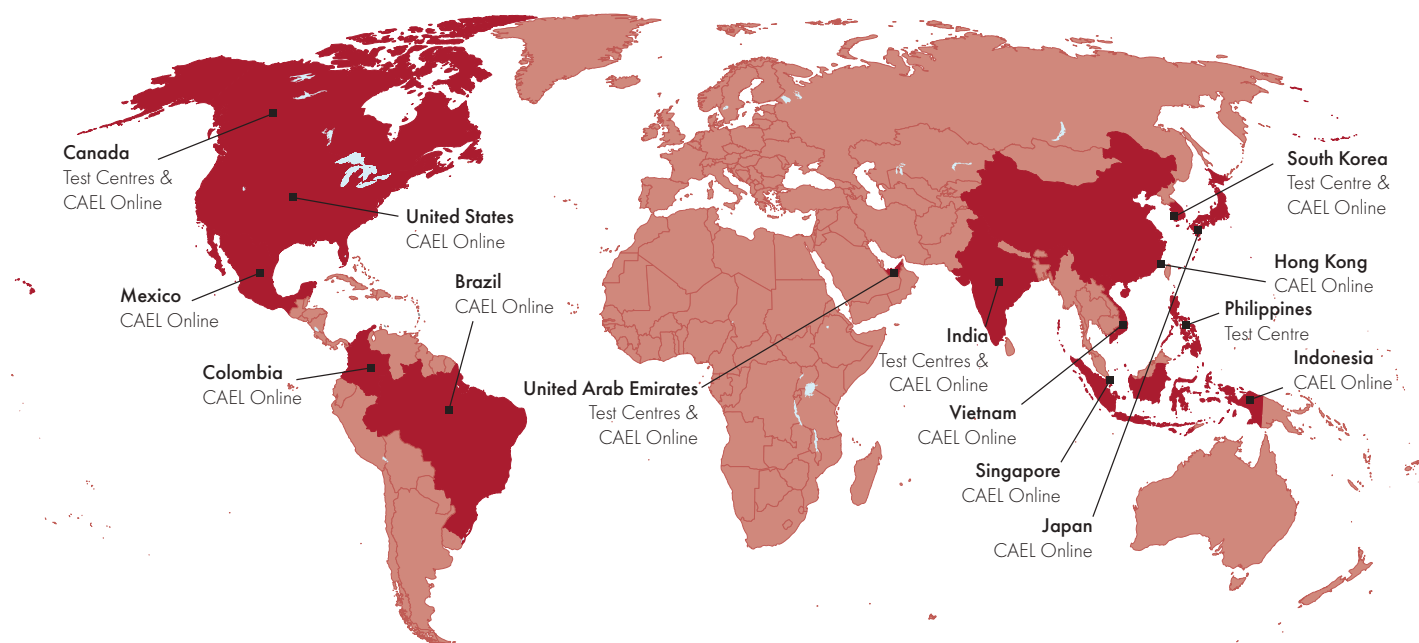 Canada
Test Centres &
CAEL Online
United States
CAEL Online
Mexico
CAEL Online
Brazil
CAEL Online
Colombia
CAEL Online
United Arab Emirates
Test Centres &
CAEL Online
India
Test Centres &
CAEL Online
Vietnam
CAEL Online
Singapore
CAEL Online
Japan
CAEL Online
South Korea
Test Centre &
CAEL Online
Hong Kong
CAEL Online
Philippines
Test Centre
Indonesia
CAEL Online